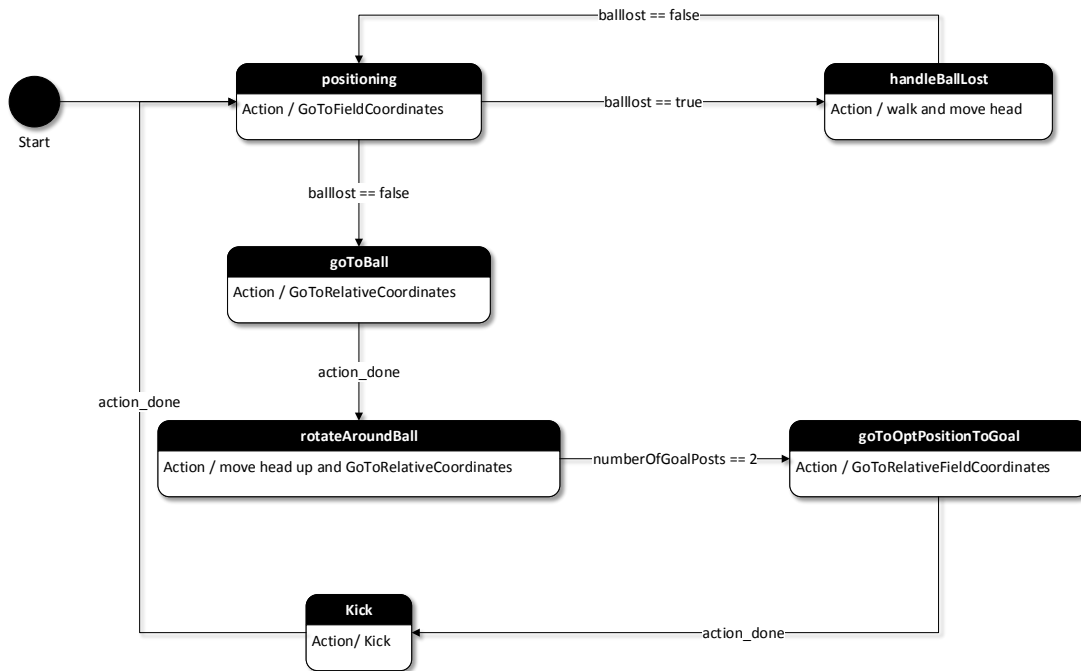 balllost == false
positioning
handleBallLost
Action / GoToFieldCoordinates
balllost == true
Action / walk and move head
Start
balllost == false
goToBall
Action / GoToRelativeCoordinates
action_done
action_done
rotateAroundBall
goToOptPositionToGoal
Action / move head up and GoToRelativeCoordinates
numberOfGoalPosts == 2
Action / GoToRelativeFieldCoordinates
Kick
Action/ Kick
action_done